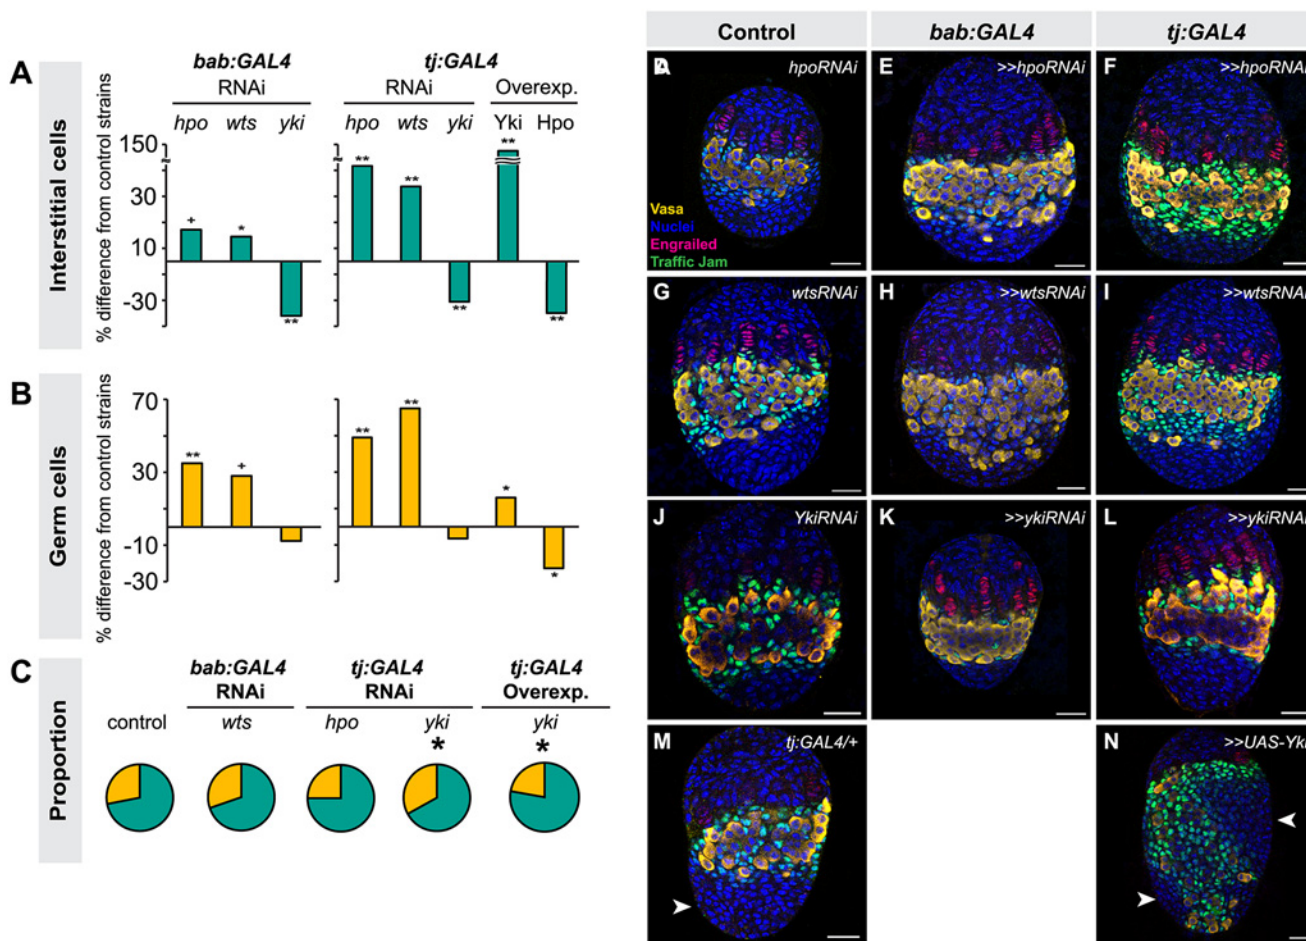 A
Interstitial cells
% difference from control strains
bab:GAL4
RNAi
hpo wts yki
tj:GAL4
RNAi
Overexp.
hpo wts yki Yki Hpo
150
30
10
-30
≈
+ * **
** ** ** ** **
B
Germ cells
% difference from control strains
70
30
-10
-30
** +
** ** * *
C
Proportion
control
bab:GAL4
RNAi
wts
tj:GAL4
RNAi
hpo yki
*
tj:GAL4
Overexp.
yki
*
Control bab:GAL4 tj:GAL4
hpoRNAi
Vasa
Nuclei
Engrailed
Traffic Jam
E >>hpoRNAi
F >>hpoRNAi
G wtsRNAi
H >>wtsRNAi
I >>wtsRNAi
J YkiRNAi
K >>ykiRNAi
L >>ykiRNAi
M tj:GAL4/+
N >>UAS-Yki